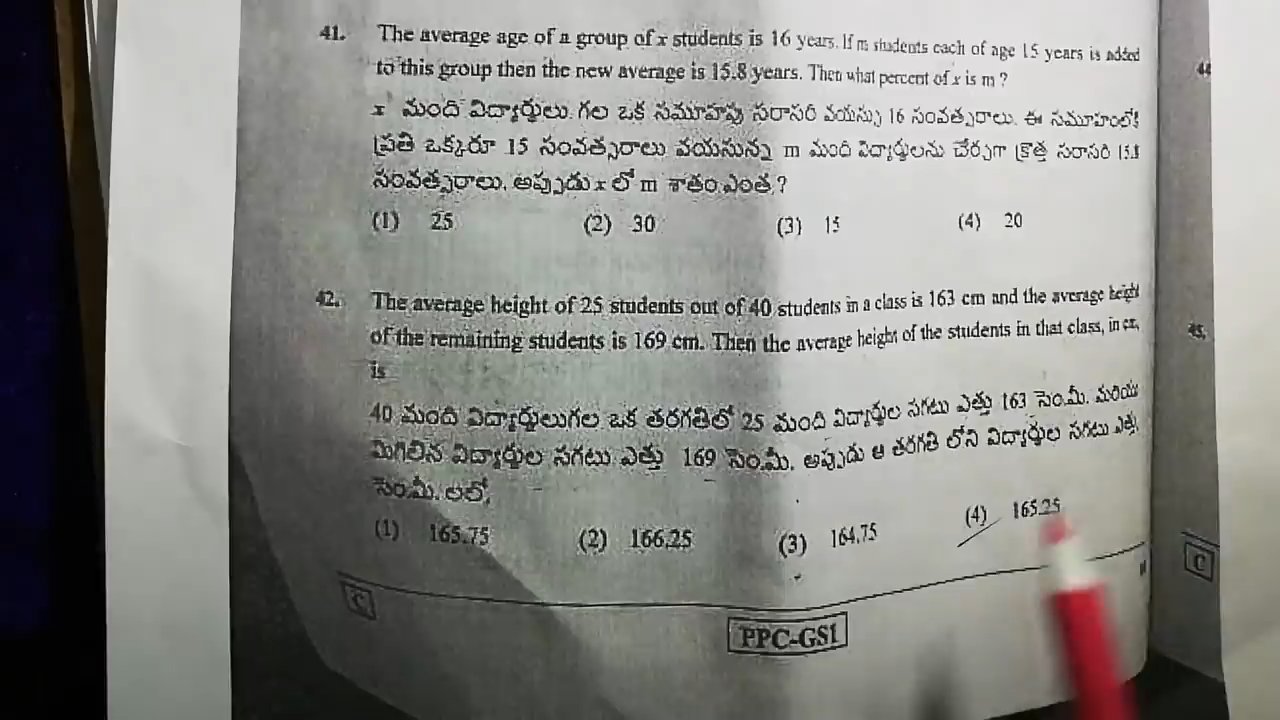 41. The average age of a group of x students is 16 years. If m students each of age 15 years is added
to this group then the new average is 15.8 years. Then what percent of x is m ?
x మంది విద్యార్థులు గల ఒక సమూహపు సరాసరి వయస్సు 16 సంవత్సరాలు. ఈ సమూహంలో
ప్రతి ఒక్కరూ 15 సంవత్సరాలు వయసున్న m మంది విద్యార్థులను చేర్చగా క్రొత్త సరాసరి 15.8
సంవత్సరాలు. అప్పుడు x లో m శాతం ఎంత ?
(1) 25 (2) 30 (3) 15 (4) 20
42. The average height of 25 students out of 40 students in a class is 163 cm and the average height
of the remaining students is 169 cm. Then the average height of the students in that class, in cm,
is
40 మంది విద్యార్థులుగల ఒక తరగతిలో 25 మంది విద్యార్థుల సగటు ఎత్తు 163 సెం.మీ. మరియు
మిగిలిన విద్యార్థుల సగటు ఎత్తు 169 సెం.మీ. అప్పుడు ఆ తరగతి లోని విద్యార్థుల సగటు ఎత్తు,
సెం.మీ. లలో,
(1) 165.75 (2) 166.25 (3) 164.75 (4) 165.25
C
PPC-GS1
44
45.
C